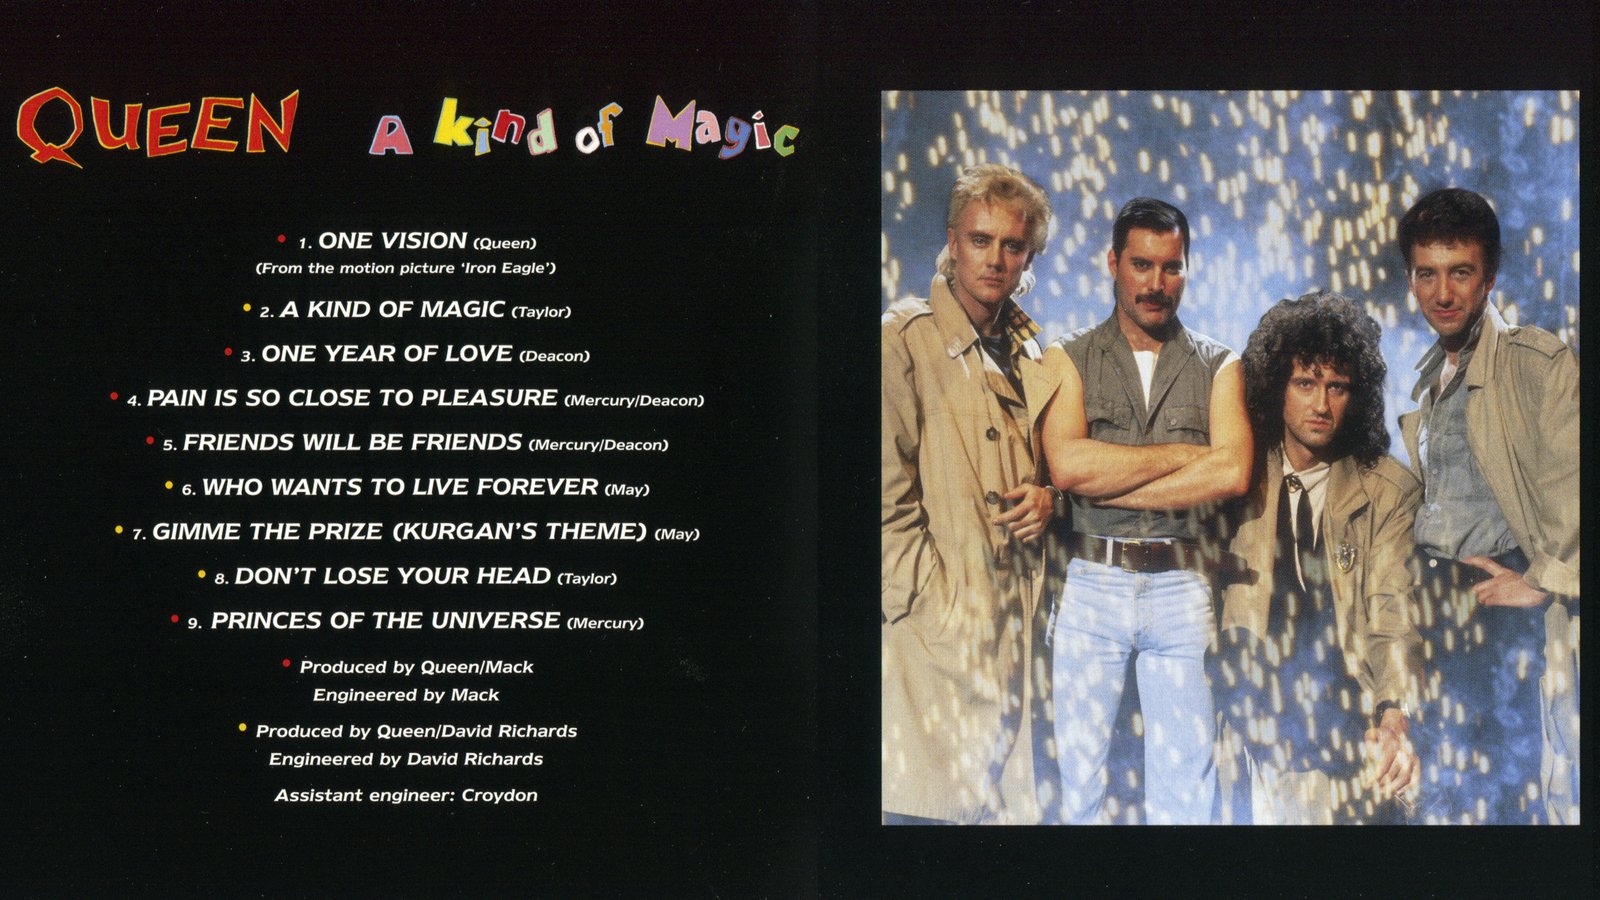 QUEEN A kind of Magic
• 1. ONE VISION (Queen)
(From the motion picture ‘Iron Eagle’)
• 2. A KIND OF MAGIC (Taylor)
• 3. ONE YEAR OF LOVE (Deacon)
• 4. PAIN IS SO CLOSE TO PLEASURE (Mercury/Deacon)
• 5. FRIENDS WILL BE FRIENDS (Mercury/Deacon)
• 6. WHO WANTS TO LIVE FOREVER (May)
• 7. GIMME THE PRIZE (KURGAN’S THEME) (May)
• 8. DON’T LOSE YOUR HEAD (Taylor)
• 9. PRINCES OF THE UNIVERSE (Mercury)
• Produced by Queen/Mack
Engineered by Mack
• Produced by Queen/David Richards
Engineered by David Richards
Assistant engineer: Croydon